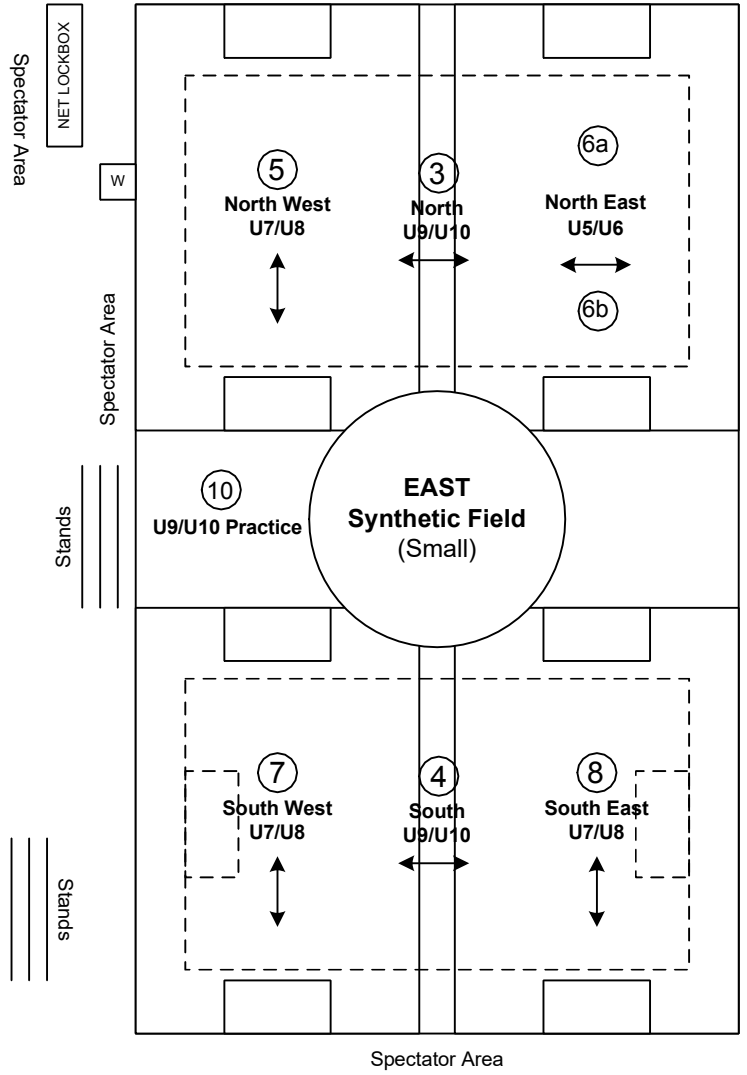 Spectator Area
NET LOCKBOX
W
5
North West
U7/U8
3
North
U9/U10
6a
North East
U5/U6
6b
Spectator Area
Stands
10
U9/U10 Practice
EAST
Synthetic Field
(Small)
7
South West
U7/U8
4
South
U9/U10
8
South East
U7/U8
Stands
Spectator Area